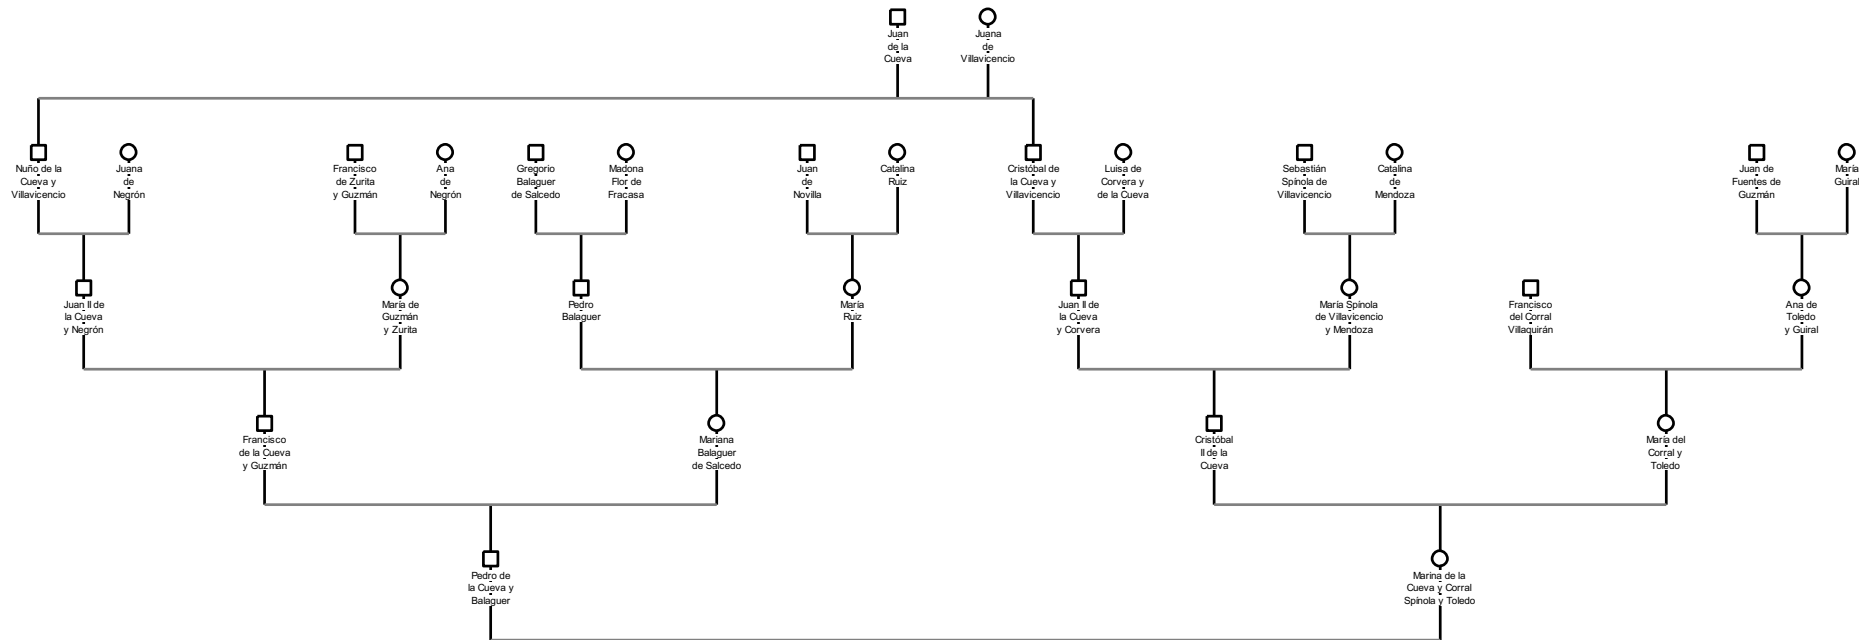 Juan
de la
Cueva
Juana
de
Villavicencio
Nuño de la
Cueva y
Villavicencio
Juana
de
Negrón
Francisco
de Zurita
y Guzmán
Ana
de
Negrón
Gregorio
Balaguer
de Salcedo
Madona
Flor de
Fracasa
Juan
de
Novilla
Catalina
Ruiz
Cristóbal de
la Cueva y
Villavicencio
Luisa de
Corvera y
de la Cueva
Sebastián
Spínola de
Villavicencio
Catalina
de
Mendoza
Juan de
Fuentes de
Guzmán
María
Guiral
Juan II de
la Cueva
y Negrón
María de
Guzmán
y Zurita
Pedro
Balaguer
María
Ruiz
Juan II de
la Cueva
y Corvera
María Spínola
de Villavicencio
y Mendoza
Francisco
del Corral
Villaquirán
Ana de
Toledo
y Guiral
Francisco
de la Cueva
y Guzmán
Mariana
Balaguer
de Salcedo
Cristóbal
II de la
Cueva
María del
Corral y
Toledo
Pedro de
la Cueva y
Balaguer
Marina de la
Cueva y Corral
Spínola y Toledo